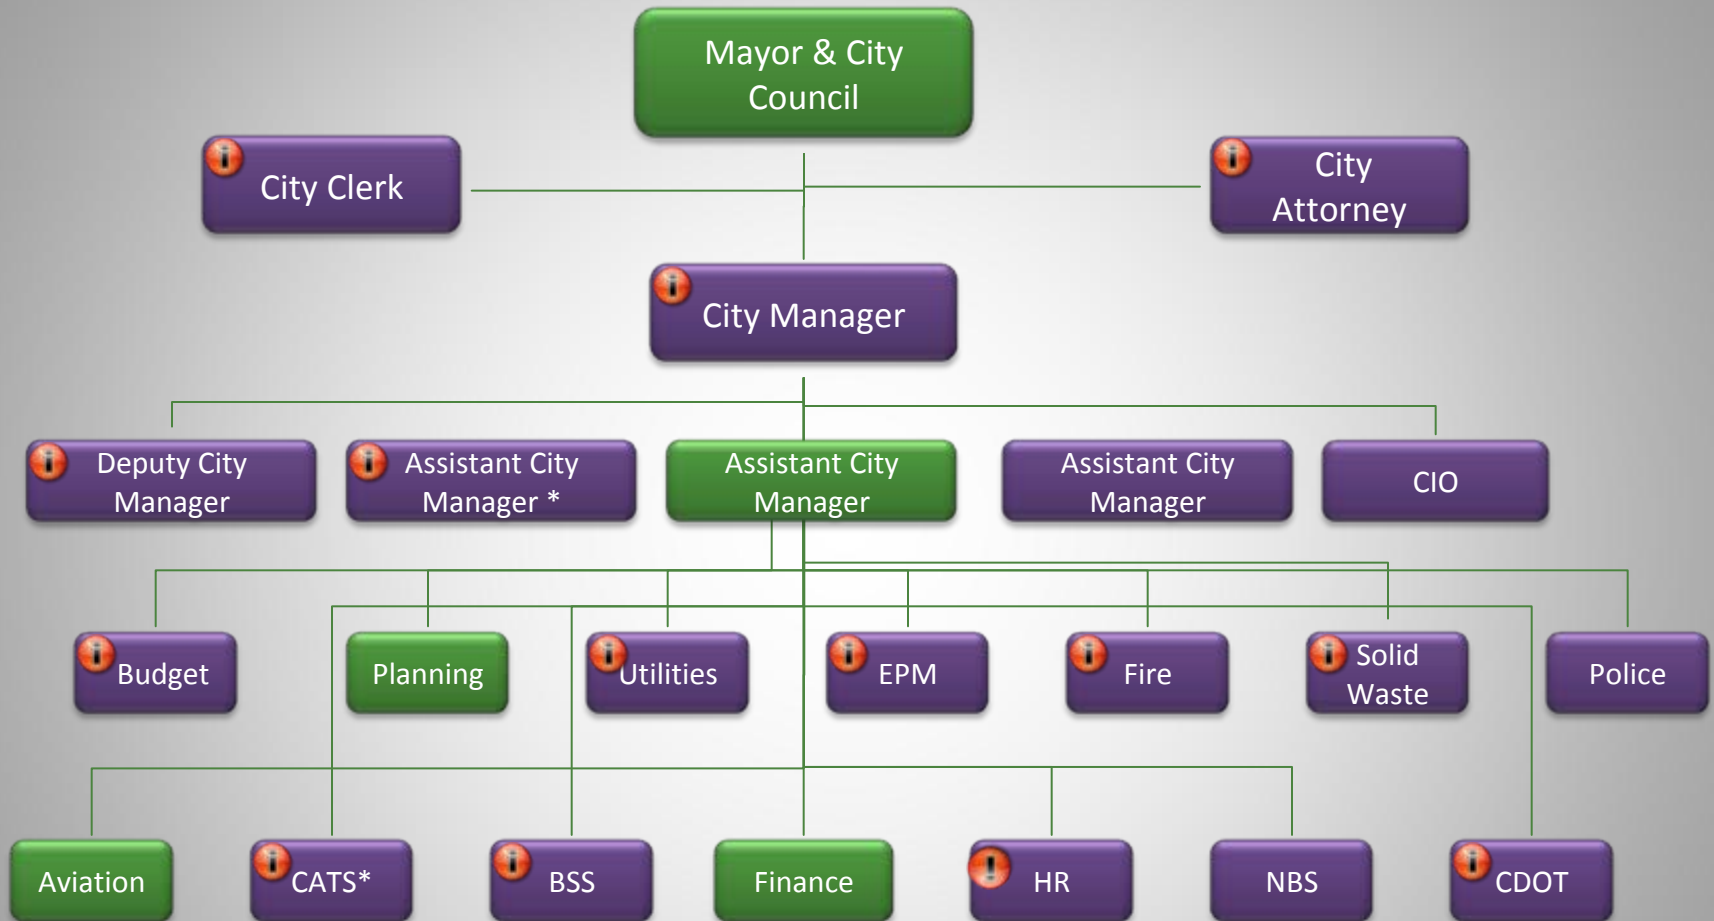 Mayor & City
Council
City Clerk
City
Attorney
City Manager
Deputy City
Manager
Assistant City
Manager *
Assistant City
Manager
Assistant City
Manager
CIO
Budget
Planning
Utilities
EPM
Fire
Solid
Waste
Police
Aviation
CATS*
BSS
Finance
HR
NBS
CDOT